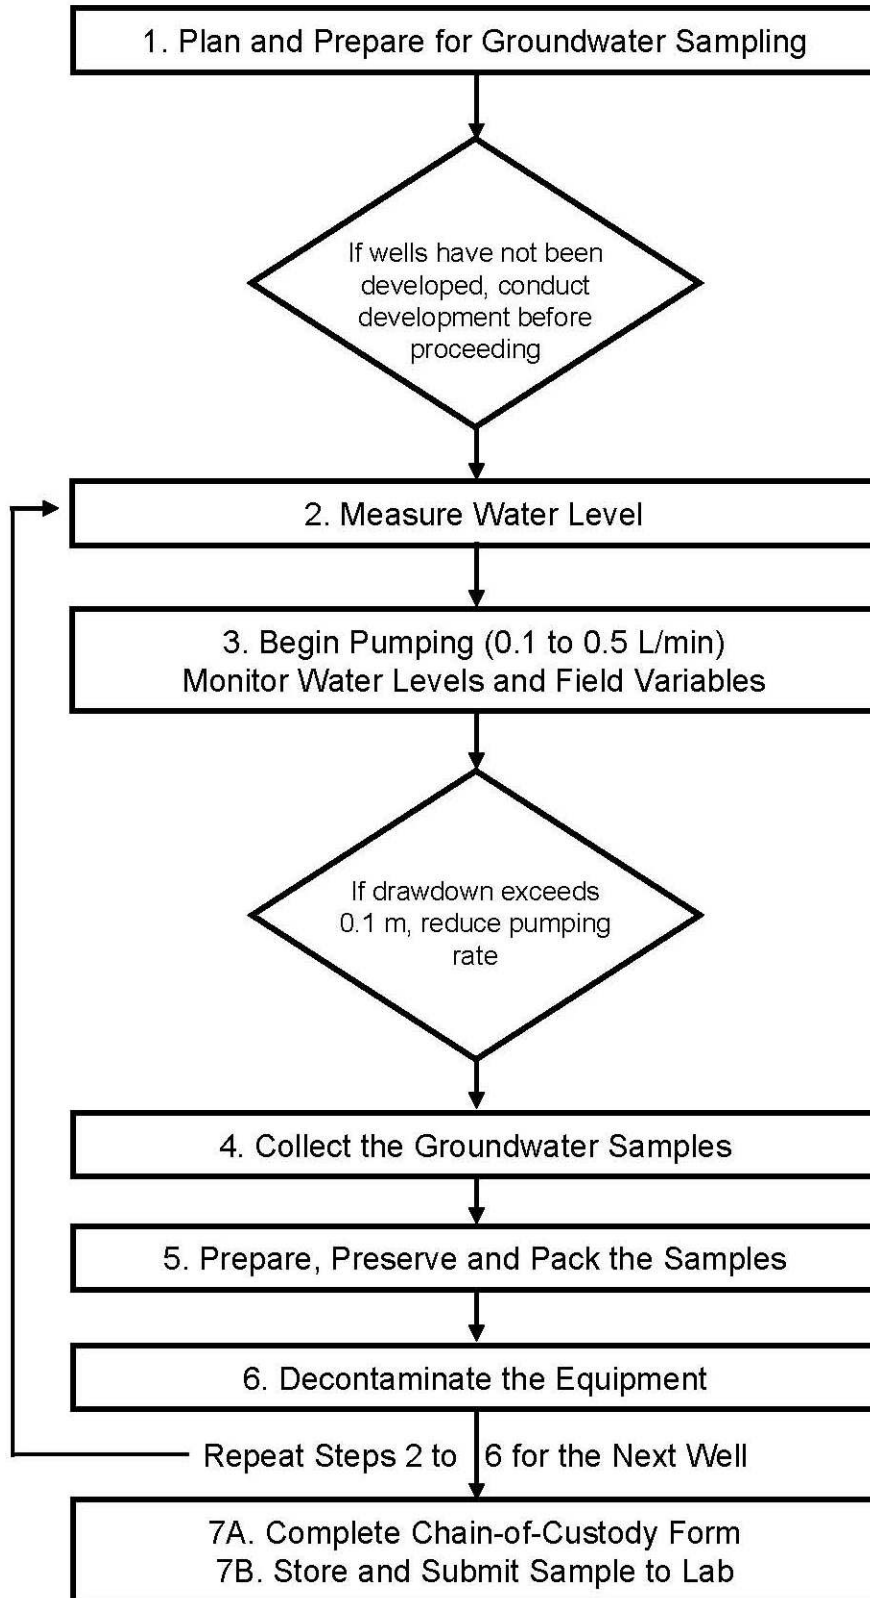 1. Plan and Prepare for Groundwater Sampling
If wells have not been
developed, conduct
development before
proceeding
2. Measure Water Level
3. Begin Pumping (0.1 to 0.5 L/min)
Monitor Water Levels and Field Variables
If drawdown exceeds
0.1 m, reduce pumping
rate
4. Collect the Groundwater Samples
5. Prepare, Preserve and Pack the Samples
6. Decontaminate the Equipment
Repeat Steps 2 to 6 for the Next Well
7A. Complete Chain-of-Custody Form
7B. Store and Submit Sample to Lab